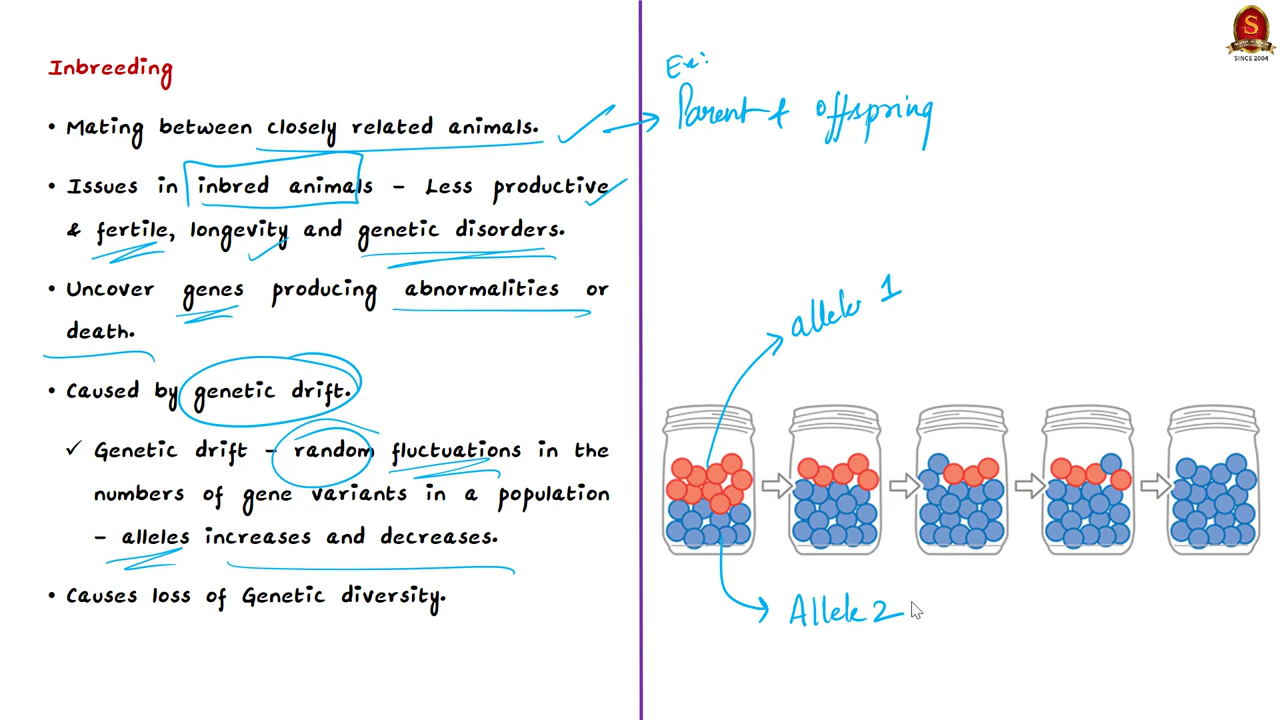 Inbreeding
• Mating between closely related animals.
• Issues in inbred animals – Less productive
& fertile, longevity and genetic disorders.
• Uncover genes producing abnormalities or
death.
• Caused by genetic drift.
✓ Genetic drift – random fluctuations in the
numbers of gene variants in a population
– alleles increases and decreases.
• Causes loss of Genetic diversity.
Ex:
Parent & offspring
allele 1
Allele 2
S
SINCE 2004